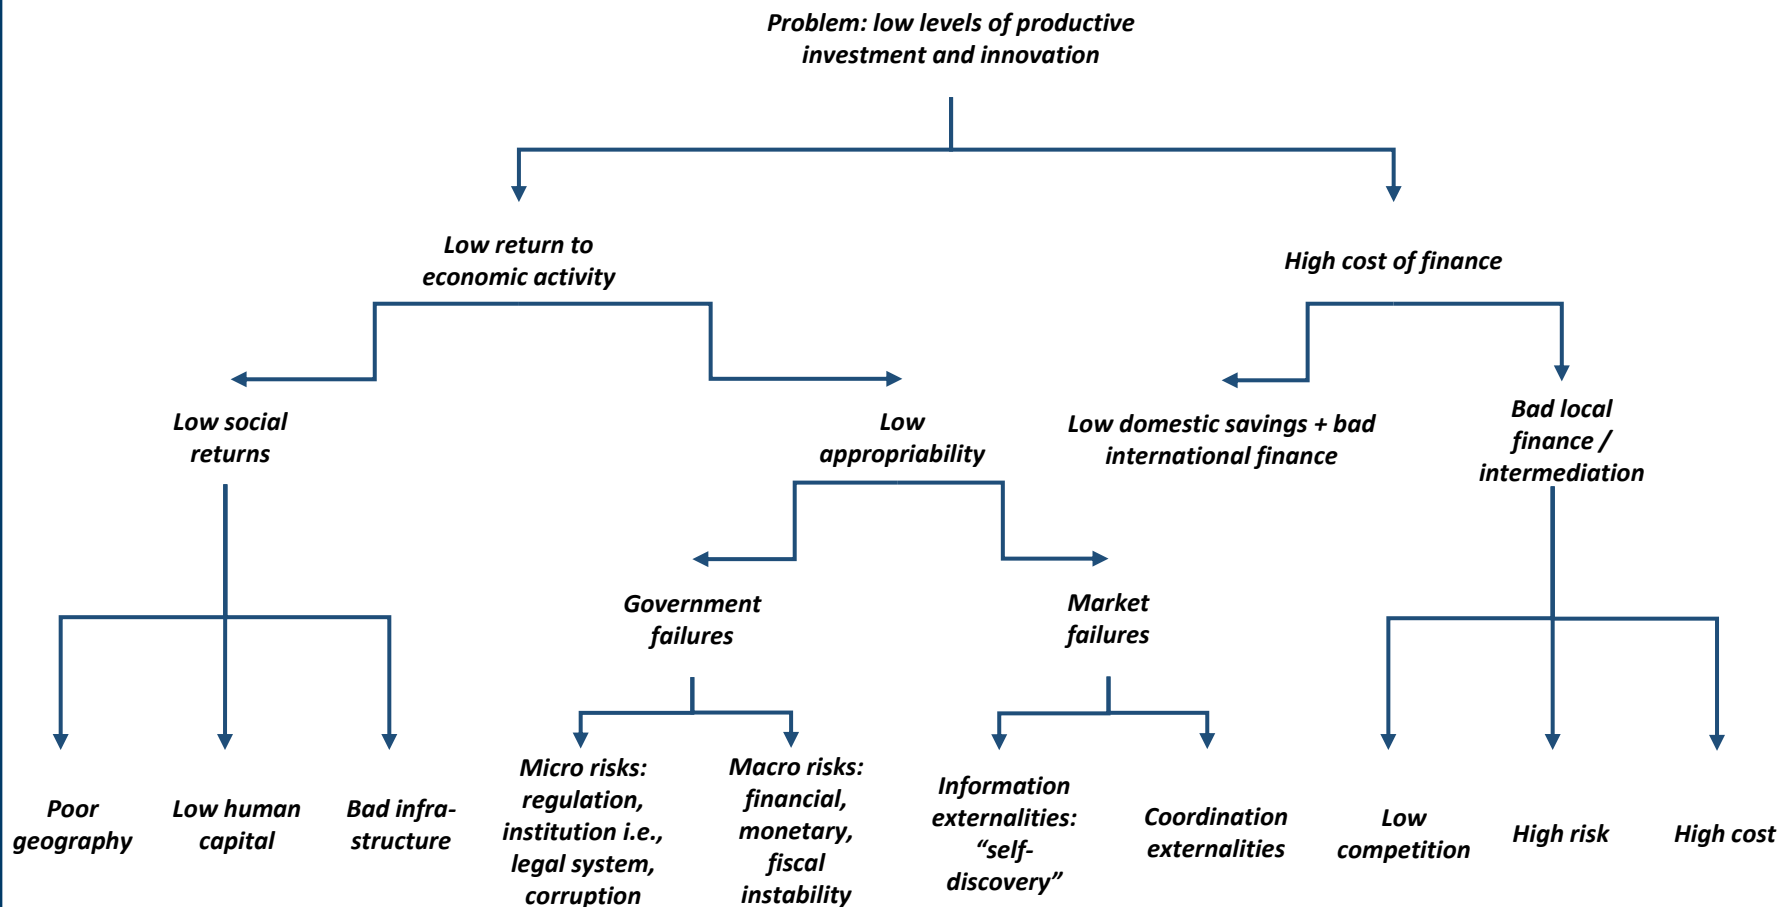 Problem: low levels of productive
investment and innovation
Low return to
economic activity
High cost of finance
Low social
returns
Low
appropriability
Low domestic savings + bad
international finance
Bad local
finance /
intermediation
Government
failures
Market
failures
Poor
geography
Low human
capital
Bad infra-
structure
Micro risks:
regulation,
institution i.e.,
legal system,
corruption
Macro risks:
financial,
monetary,
fiscal
instability
Information
externalities:
“self-
discovery”
Coordination
externalities
Low
competition
High risk
High cost